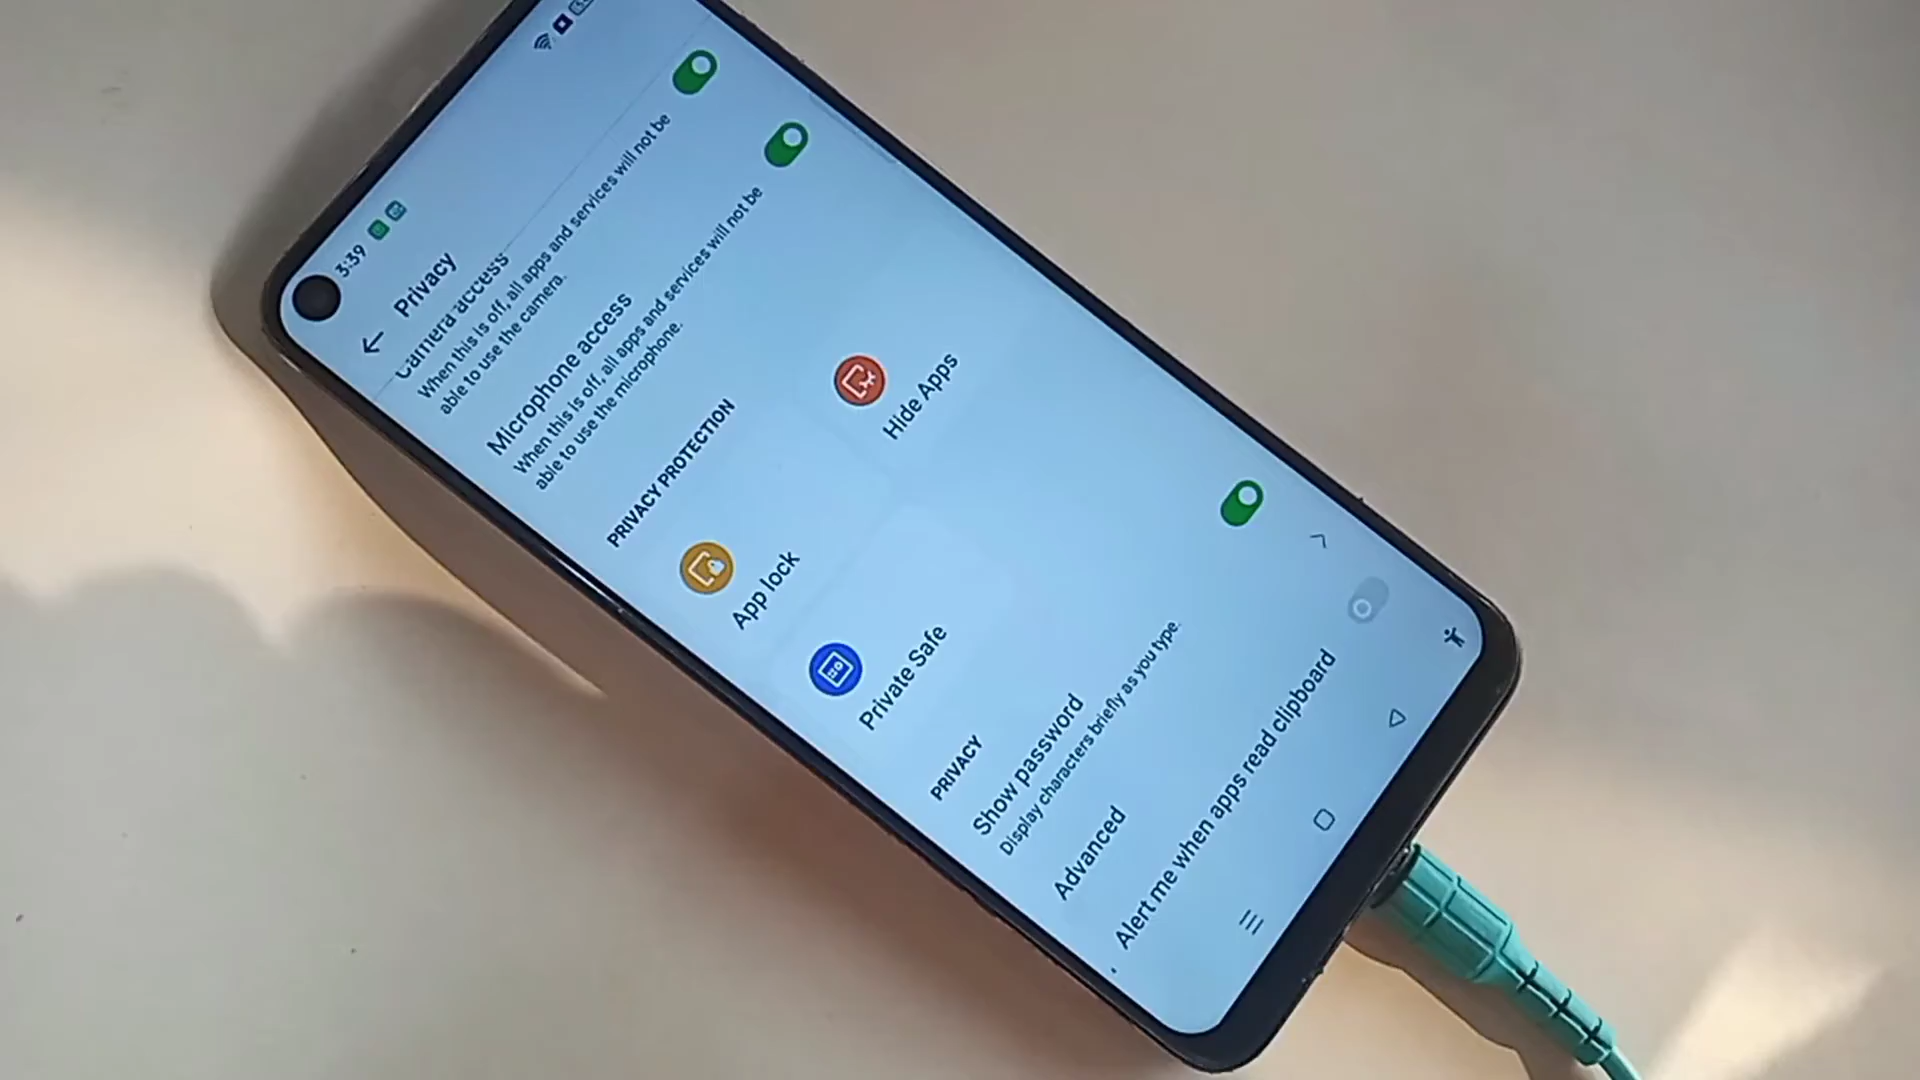 3:39
Privacy
Camera access
When this is off, all apps and services will not be
able to use the camera.
Microphone access
When this is off, all apps and services will not be
able to use the microphone.
PRIVACY PROTECTION
App lock
Hide Apps
Private Safe
PRIVACY
Show password
Display characters briefly as you type.
Advanced
Alert me when apps read clipboard